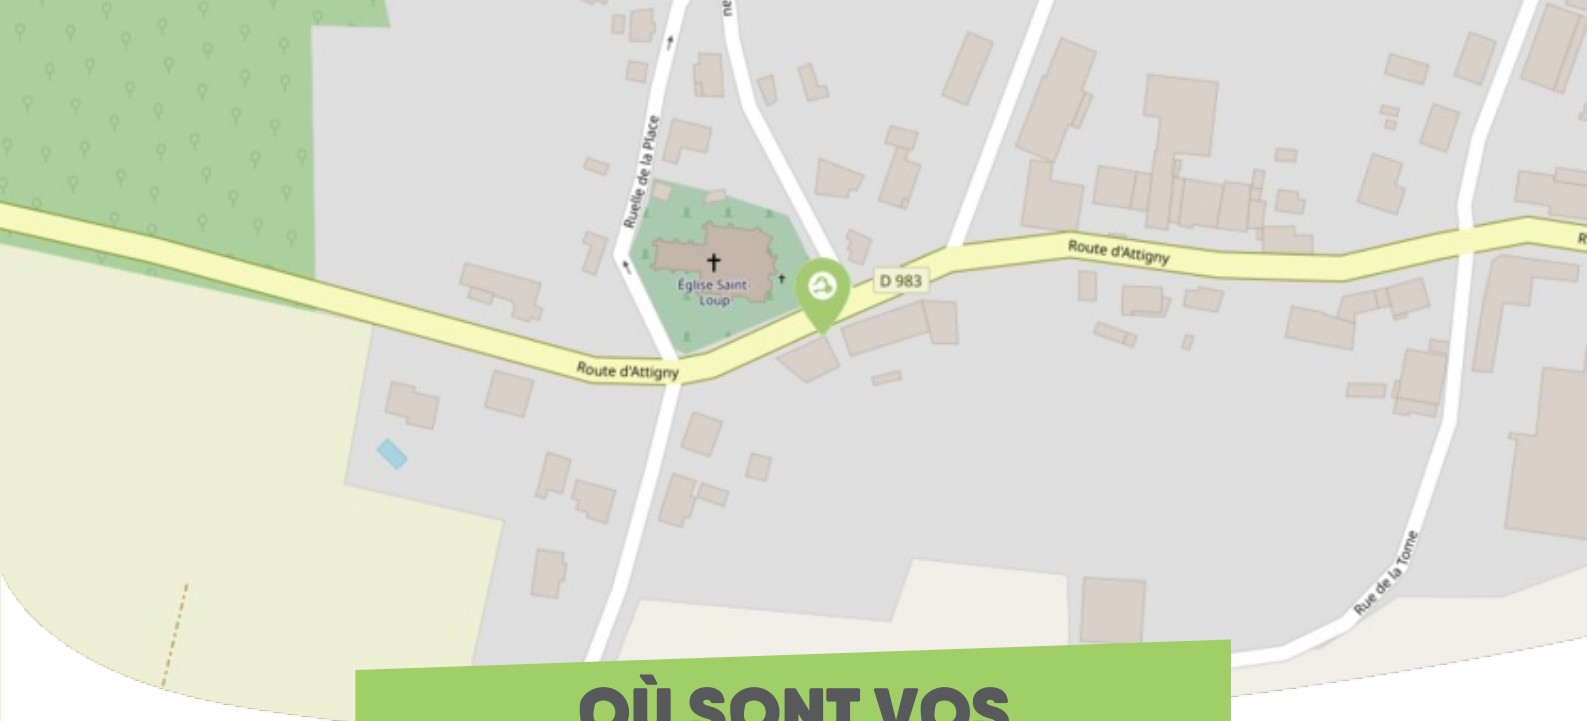 ne
Ruelle de la Place
Église Saint-
Loup
D 983
Route d'Attigny
R
Route d'Attigny
Rue de la Tome
OÙ SONT VOS